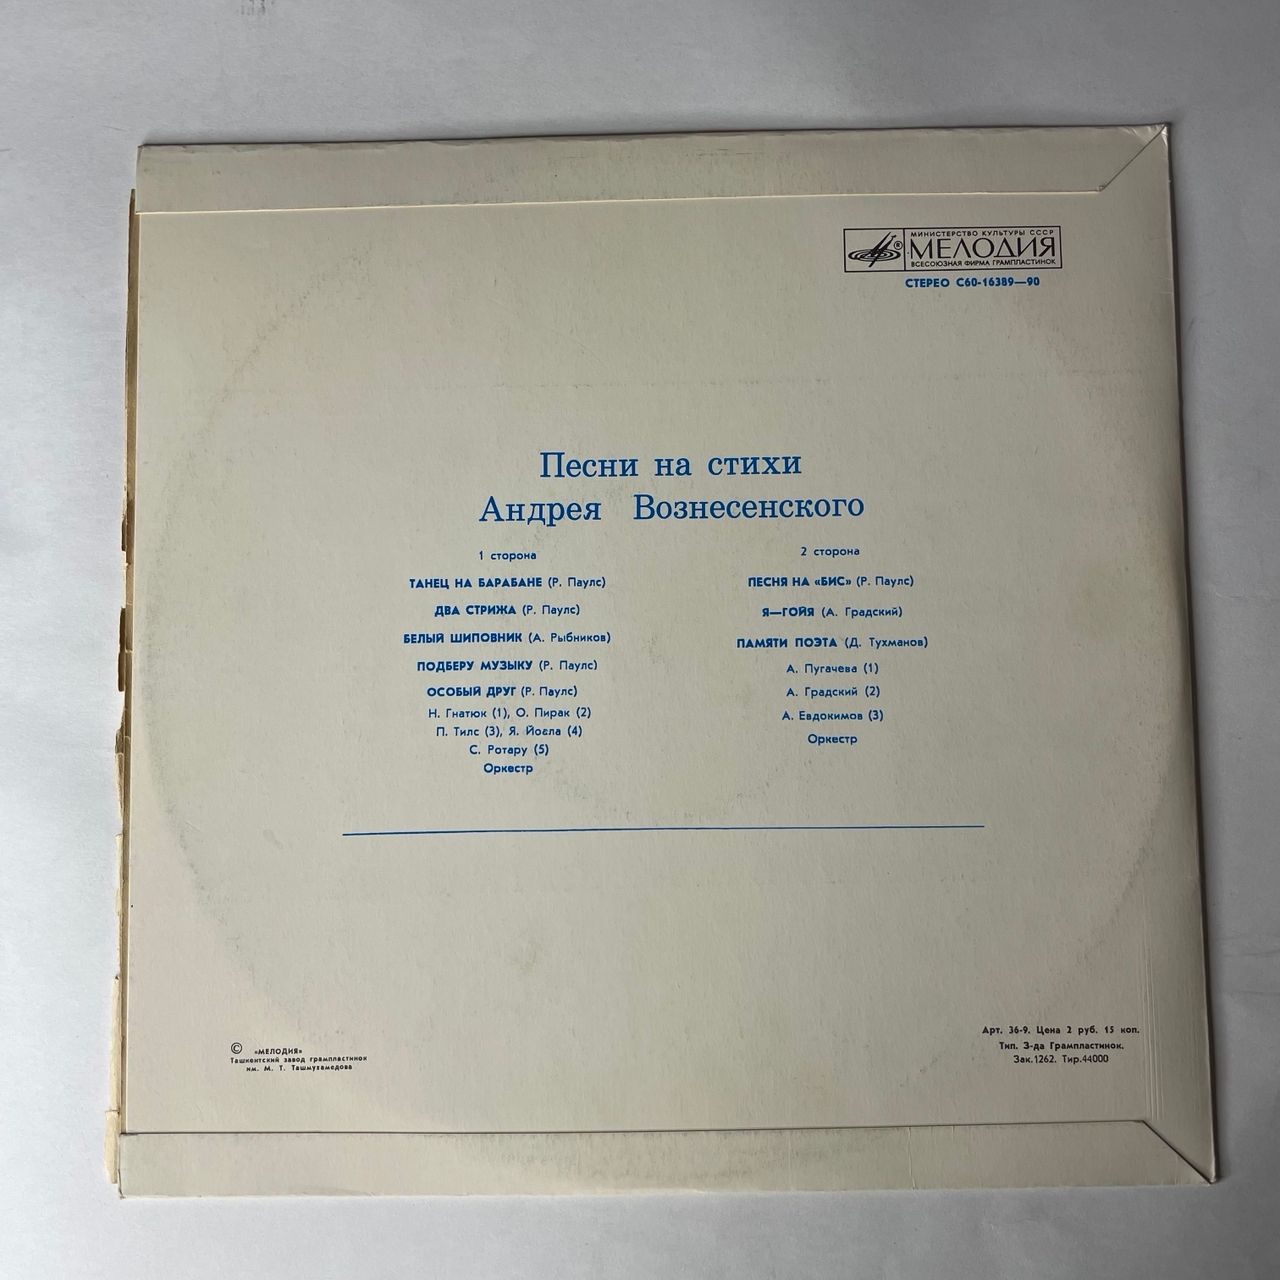 МИНИСТЕРСТВО КУЛЬТУРЫ СССР
МЕЛОДИЯ
ВСЕСОЮЗНАЯ ФИРМА ГРАМПЛАСТИНОК
СТЕРЕО С60-16389—90
Песни на стихи
Андрея Вознесенского
1 сторона
ТАНЕЦ НА БАРАБАНЕ (Р. Паулс)
ДВА СТРИЖА (Р. Паулс)
БЕЛЫЙ ШИПОВНИК (А. Рыбников)
ПОДБЕРУ МУЗЫКУ (Р. Паулс)
ОСОБЫЙ ДРУГ (Р. Паулс)
Н. Гнатюк (1), О. Пирак (2)
П. Тилс (3), Я. Йоела (4)
С. Ротару (5)
Оркестр
2 сторона
ПЕСНЯ НА «БИС» (Р. Паулс)
Я—ГОЙЯ (А. Градский)
ПАМЯТИ ПОЭТА (Д. Тухманов)
А. Пугачева (1)
А. Градский (2)
А. Евдокимов (3)
Оркестр
© «МЕЛОДИЯ»
Ташкентский завод грампластинок
им. М. Т. Ташмухамедова
Арт. 36-9. Цена 2 руб. 15 коп.
Тип. З-да Грампластинок.
Зак.1262. Тир.44000